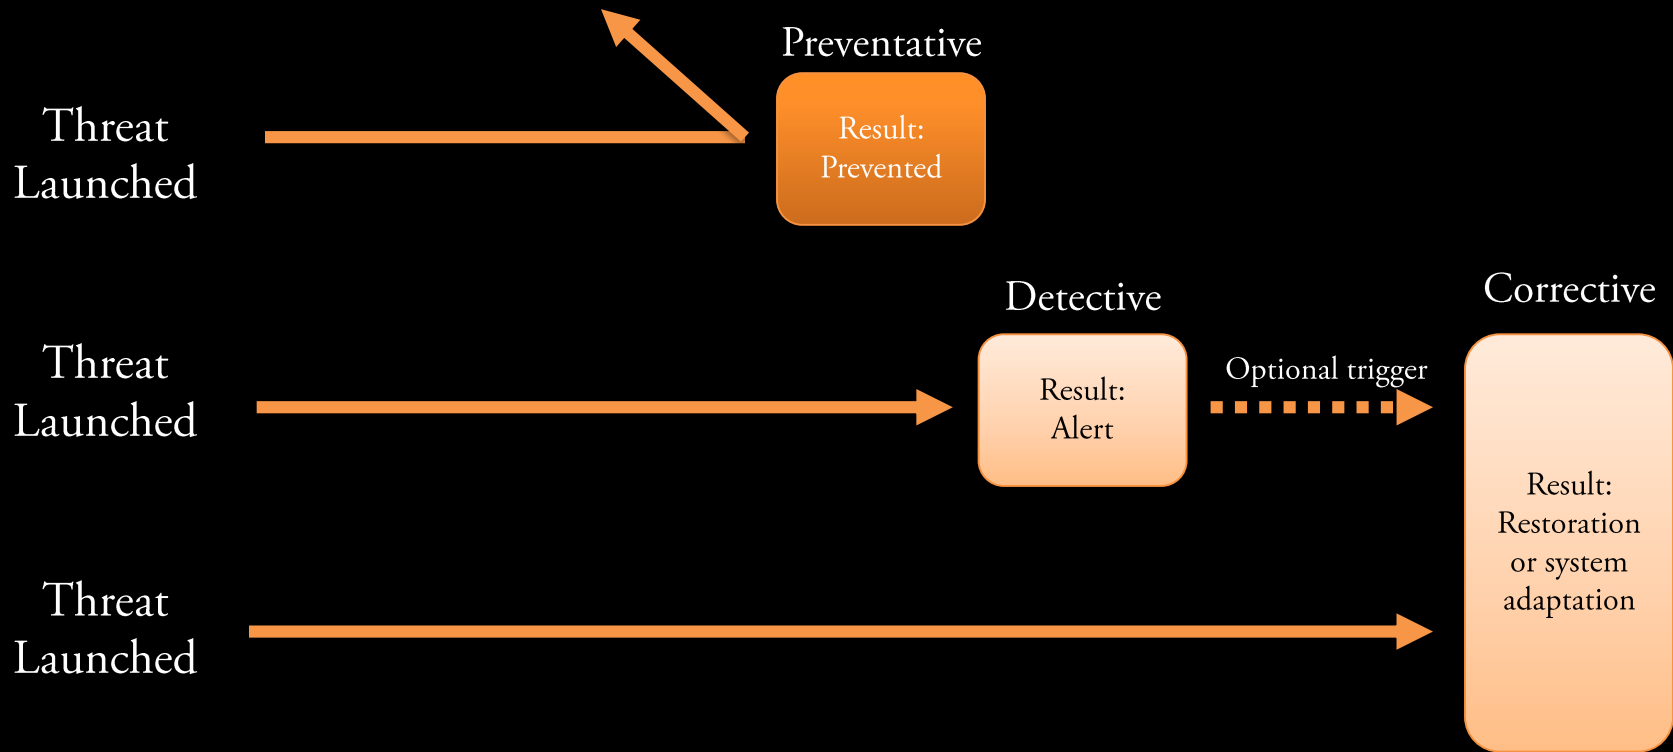 Preventative
Threat
Launched
Result:
Prevented
Detective
Corrective
Threat
Launched
Result:
Alert
Optional trigger
Result:
Restoration
or system
adaptation
Threat
Launched